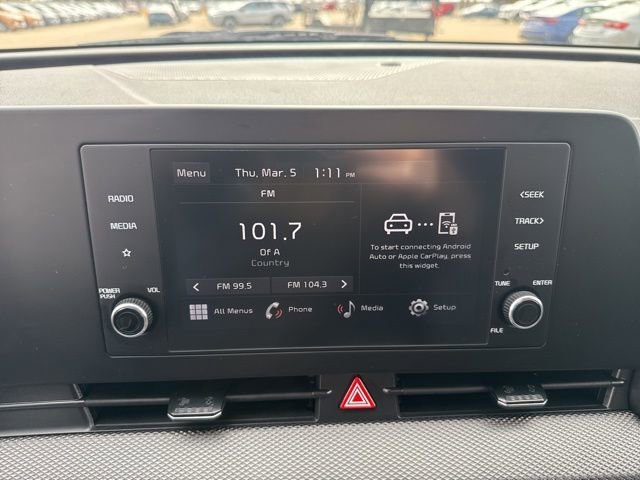 Menu Thu, Mar. 5 1:11 PM
FM
101.7
Of A
Country
FM 99.5 FM 104.3
To start connecting Android
Auto or Apple CarPlay, press
this widget.
All Menus Phone Media Setup
RADIO
MEDIA
POWER
PUSH
VOL
<SEEK
TRACK>
SETUP
TUNE ENTER
FILE